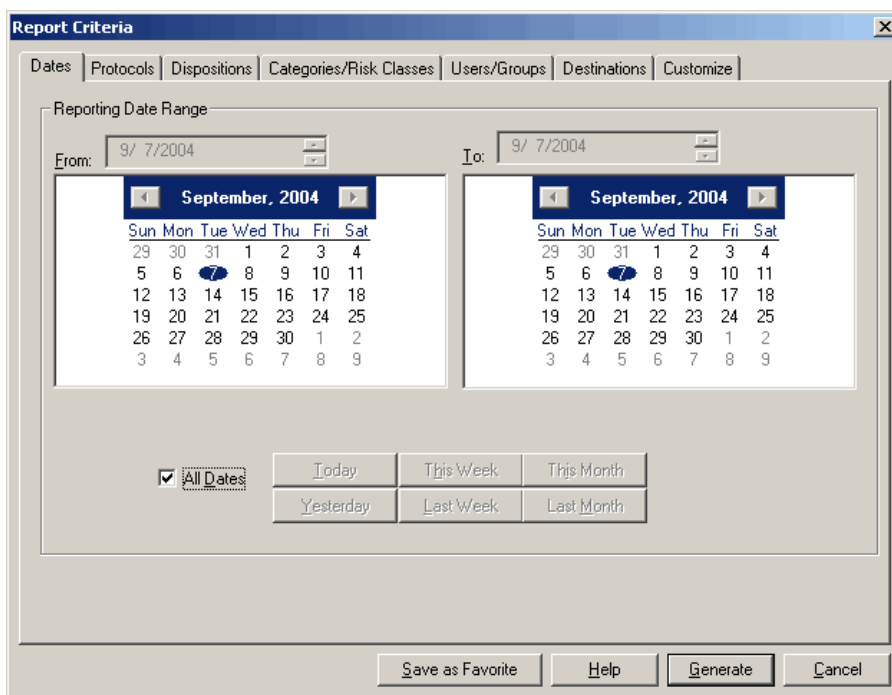 Report Criteria
Dates Protocols Dispositions Categories/Risk Classes Users/Groups Destinations Customize
Reporting Date Range
From: 9/ 7/2004 To: 9/ 7/2004
September, 2004 September, 2004
Sun Mon Tue Wed Thu Fri Sat Sun Mon Tue Wed Thu Fri Sat
29 30 31 1 2 3 4 29 30 31 1 2 3 4
5 6 7 8 9 10 11 5 6 7 8 9 10 11
12 13 14 15 16 17 18 12 13 14 15 16 17 18
19 20 21 22 23 24 25 19 20 21 22 23 24 25
26 27 28 29 30 1 2 26 27 28 29 30 1 2
3 4 5 6 7 8 9 3 4 5 6 7 8 9
All Dates Today This Week This Month
Yesterday Last Week Last Month
Save as Favorite Help Generate Cancel